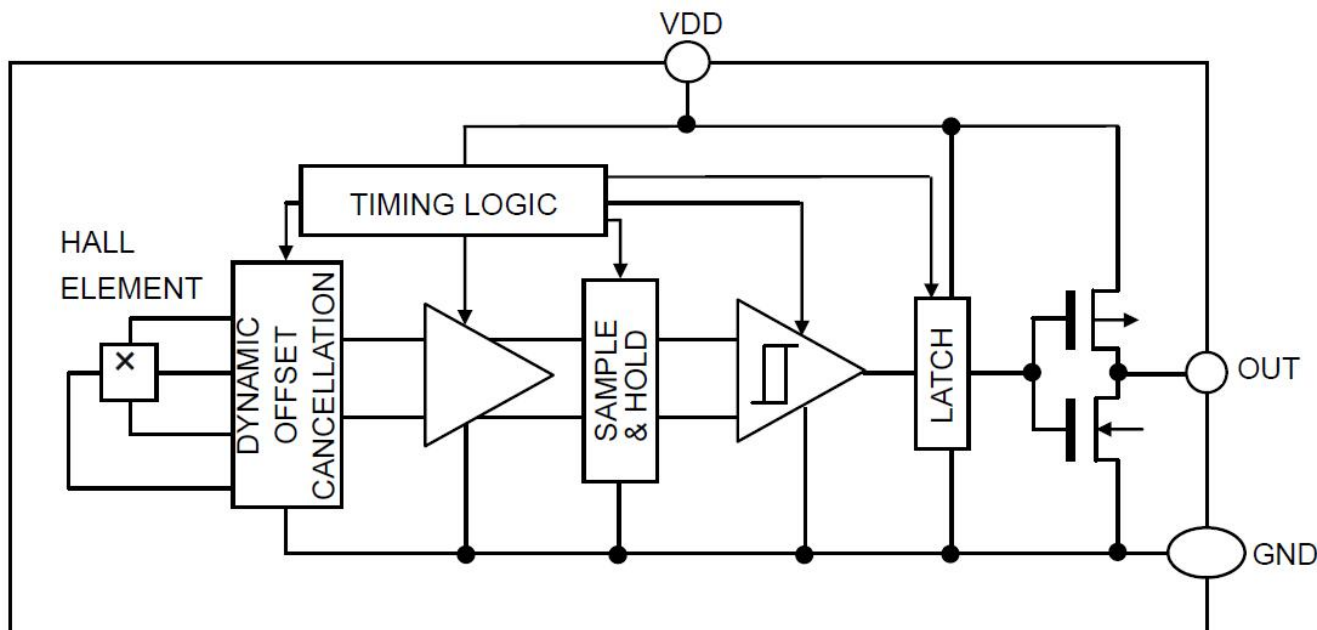 VDD
TIMING LOGIC
HALL
ELEMENT
DYNAMIC
OFFSET
CANCELLATION
×
SAMPLE
& HOLD
LATCH
OUT
GND